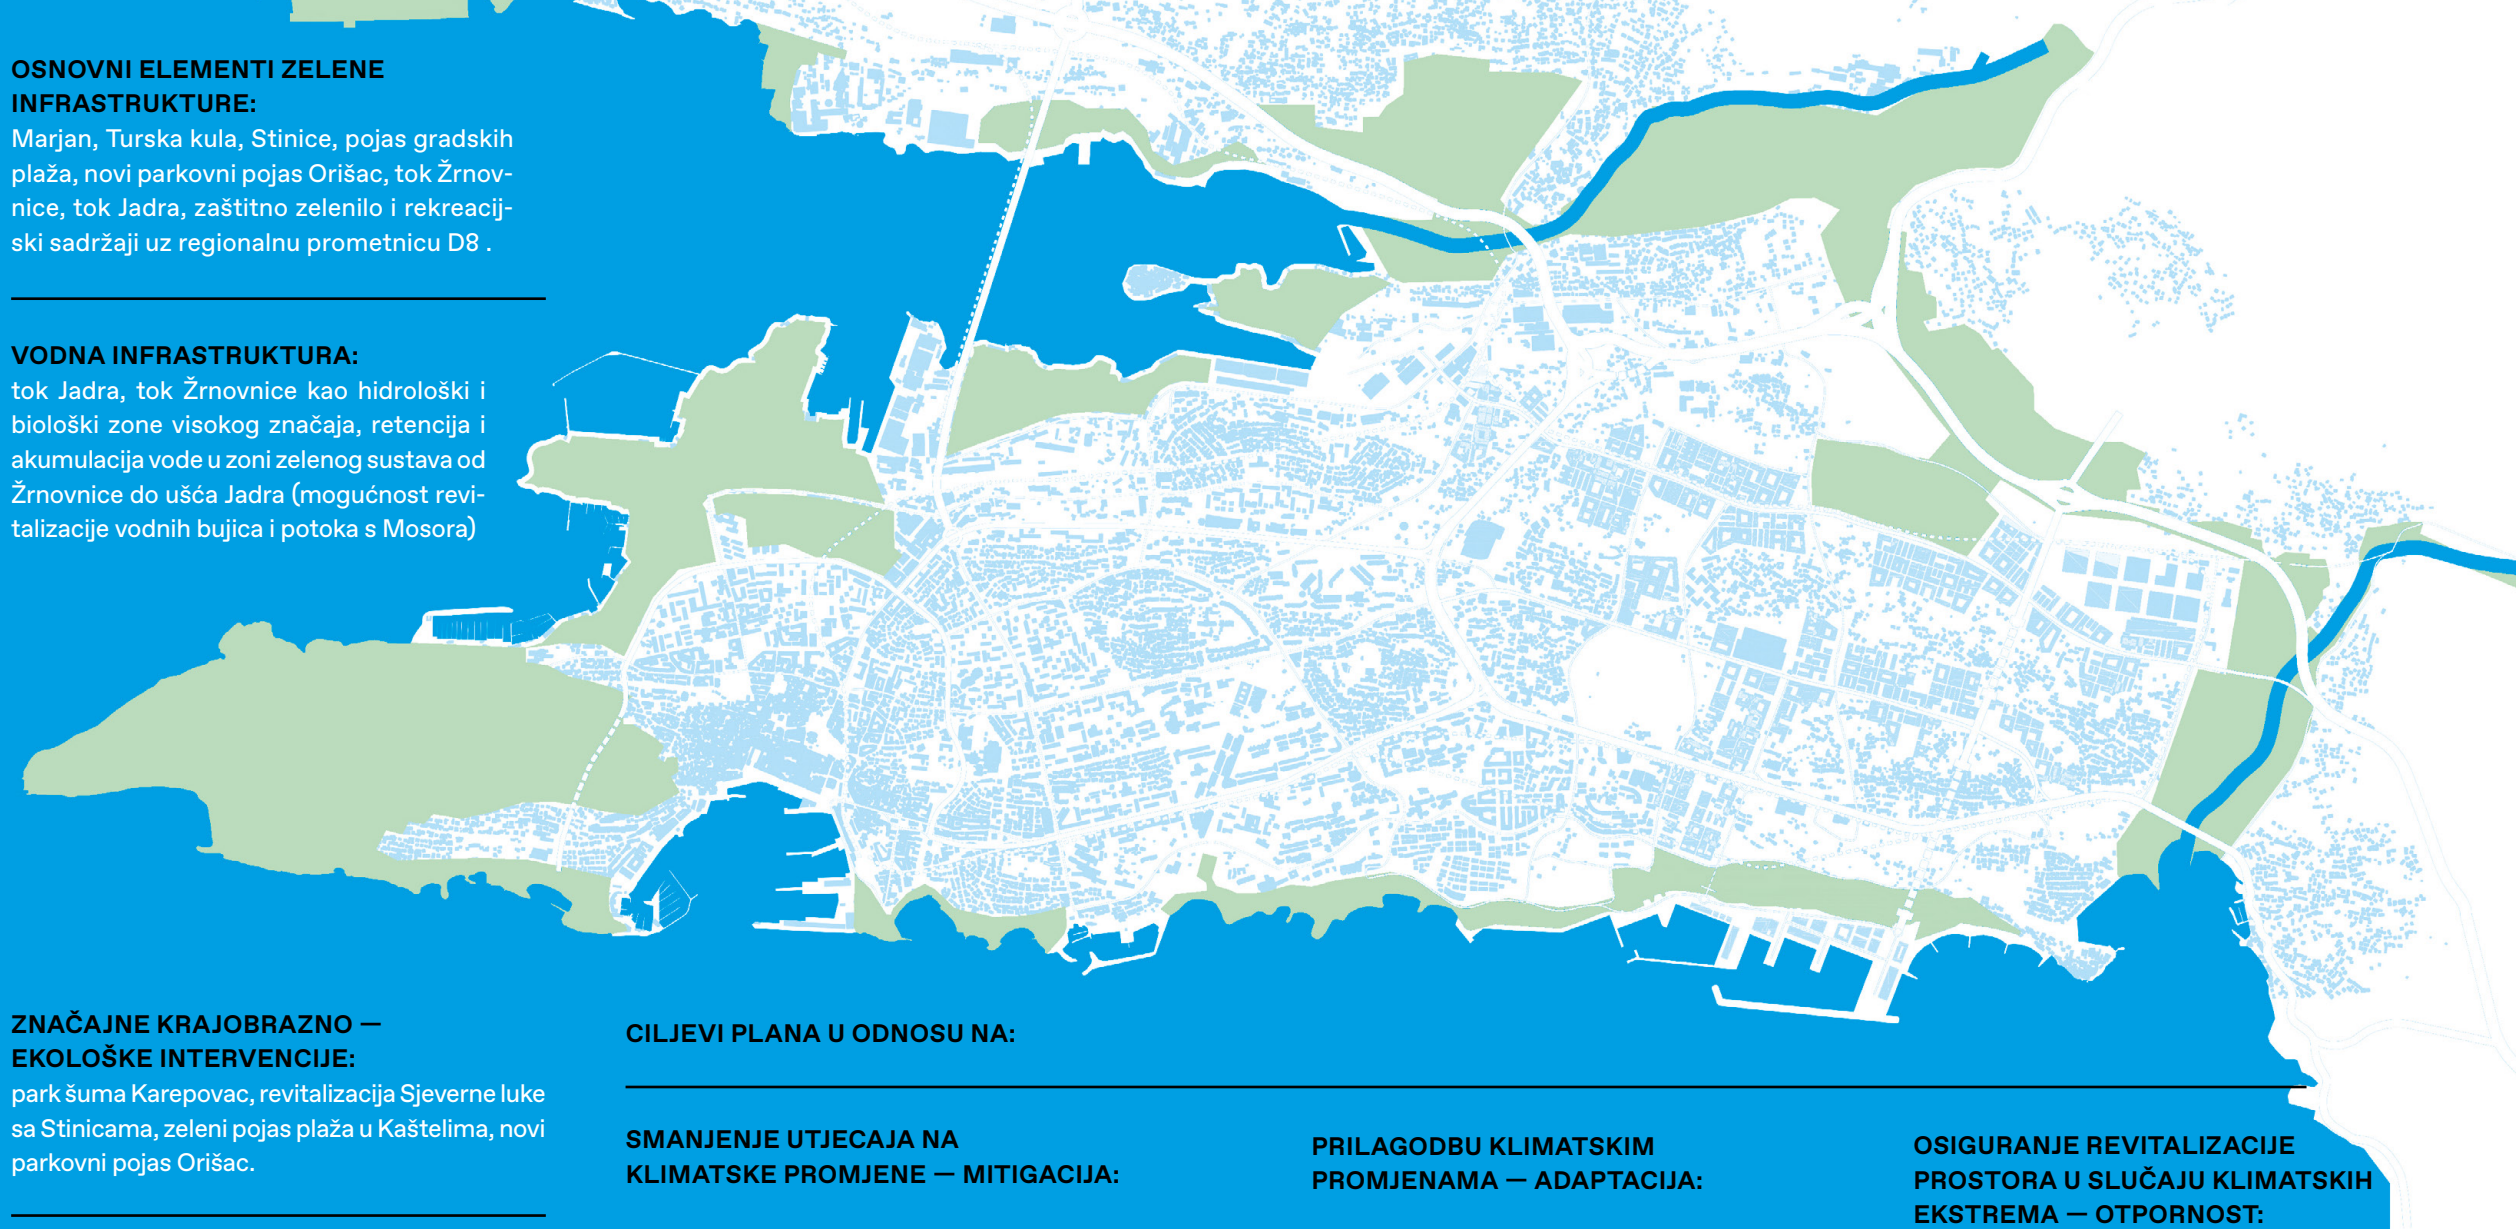 OSNOVNI ELEMENTI ZELENE
INFRASTRUKTURE:
Marjan, Turska kula, Stinice, pojas gradskih
plaža, novi parkovni pojas Orišac, tok Žrnov-
nice, tok Jadra, zaštitno zelenilo i rekreacij-
ski sadržaji uz regionalnu prometnicu D8 .
VODNA INFRASTRUKTURA:
tok Jadra, tok Žrnovnice kao hidrološki i
biološki zone visokog značaja, retencija i
akumulacija vode u zoni zelenog sustava od
Žrnovnice do ušća Jadra (mogućnost revi-
talizacije vodnih bujica i potoka s Mosora)
ZNAČAJNE KRAJOBRAZNO —
EKOLOŠKE INTERVENCIJE:
park šuma Karepovac, revitalizacija Sjeverne luke
sa Stinicama, zeleni pojas plaža u Kaštelima, novi
parkovni pojas Orišac.
CILJEVI PLANA U ODNOSU NA:
SMANJENJE UTJECAJA NA
KLIMATSKE PROMJENE — MITIGACIJA:
PRILAGODBU KLIMATSKIM
PROMJENAMA — ADAPTACIJA:
OSIGURANJE REVITALIZACIJE
PROSTORA U SLUČAJU KLIMATSKIH
EKSTREMA — OTPORNOST: